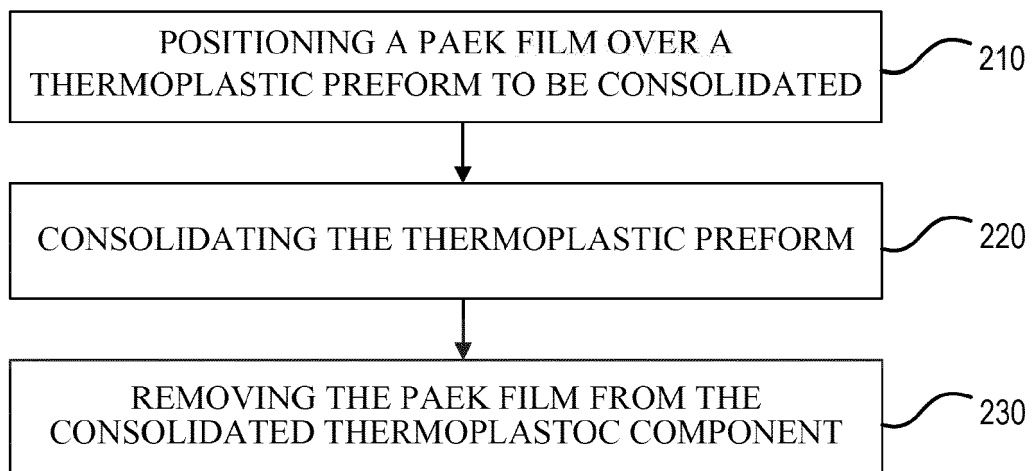 POSITIONING A PAEK FILM OVER A
THERMOPLASTIC PREFORM TO BE CONSOLIDATED
210
CONSOLIDATING THE THERMOPLASTIC PREFORM
220
REMOVING THE PAEK FILM FROM THE
CONSOLIDATED THERMOPLASTOC COMPONENT
230